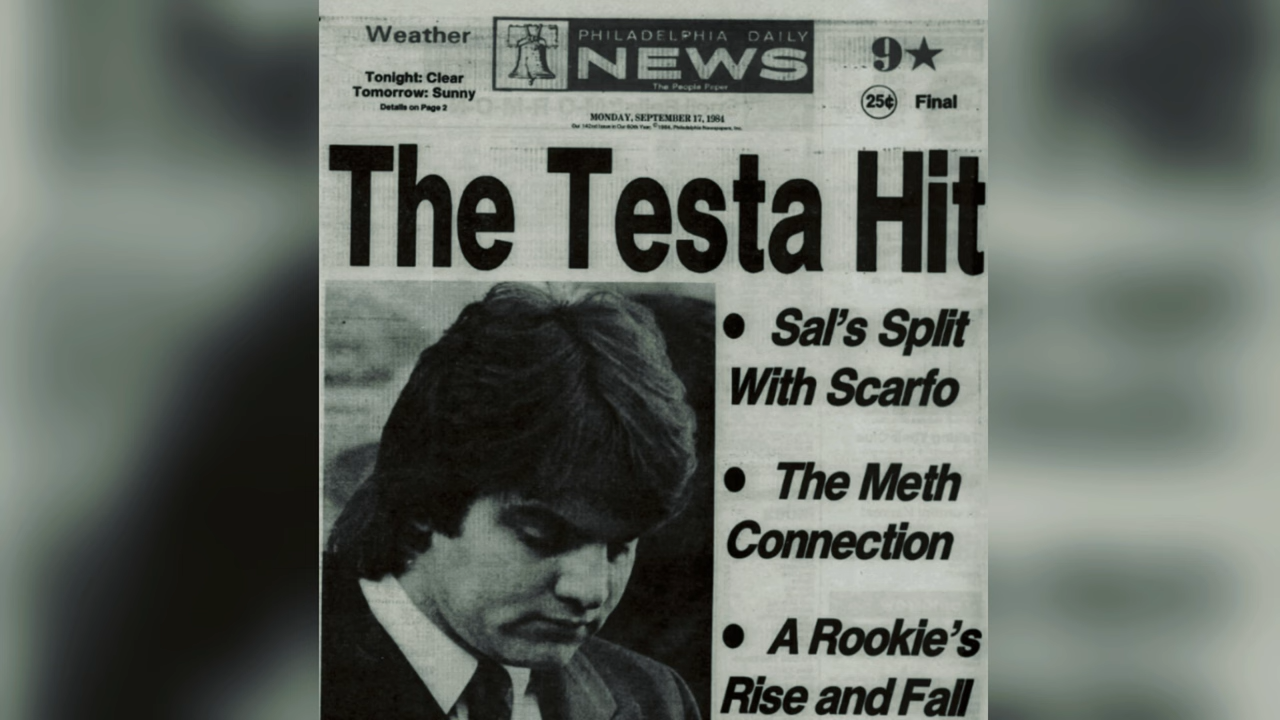 Weather
Tonight: Clear
Tomorrow: Sunny
Details on Page 2
PHILADELPHIA DAILY
NEWS
The People Paper
9★
25¢ Final
MONDAY, SEPTEMBER 17, 1984
The Testa Hit
• Sal's Split
With Scarfo
• The Meth
Connection
• A Rookie's
Rise and Fall